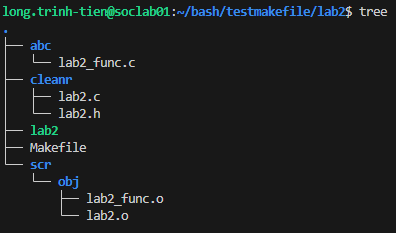 long.trinh-tien@soclab01:~/bash/testmakefile/lab2$ tree
.
├── abc
│   └── lab2_func.c
├── cleanr
│   ├── lab2.c
│   └── lab2.h
├── lab2
├── Makefile
└── scr
    └── obj
        ├── lab2_func.o
        └── lab2.o